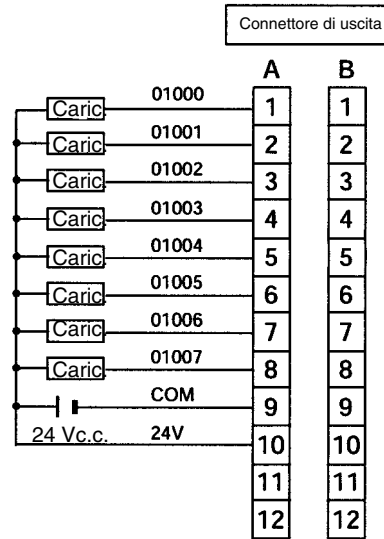 Connettore di uscita
A B
Caric. 01000 1 1
Caric. 01001 2 2
Caric. 01002 3 3
Caric. 01003 4 4
Caric. 01004 5 5
Caric. 01005 6 6
Caric. 01006 7 7
Caric. 01007 8 8
COM 9 9
24 Vc.c. 24V 10 10
11 11
12 12